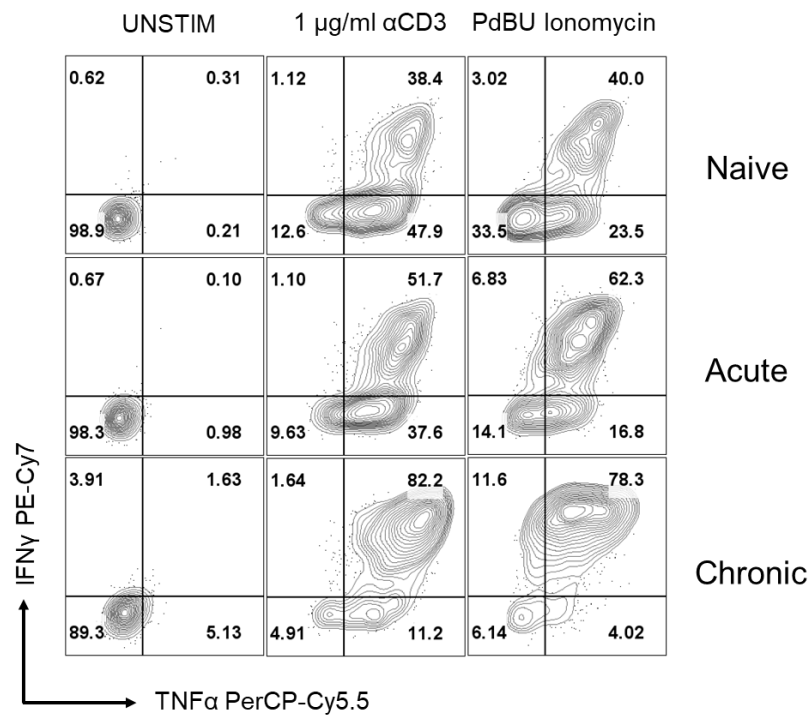 UNSTIM 1 µg/ml αCD3 PdBU Ionomycin
0.62 0.31 1.12 38.4 3.02 40.0
Naive
98.9 0.21 12.6 47.9 33.5 23.5
0.67 0.10 1.10 51.7 6.83 62.3
Acute
98.3 0.98 9.63 37.6 14.1 16.8
3.91 1.63 1.64 82.2 11.6 78.3
Chronic
89.3 5.13 4.91 11.2 6.14 4.02
IFNγ PE-Cy7
TNFα PerCP-Cy5.5